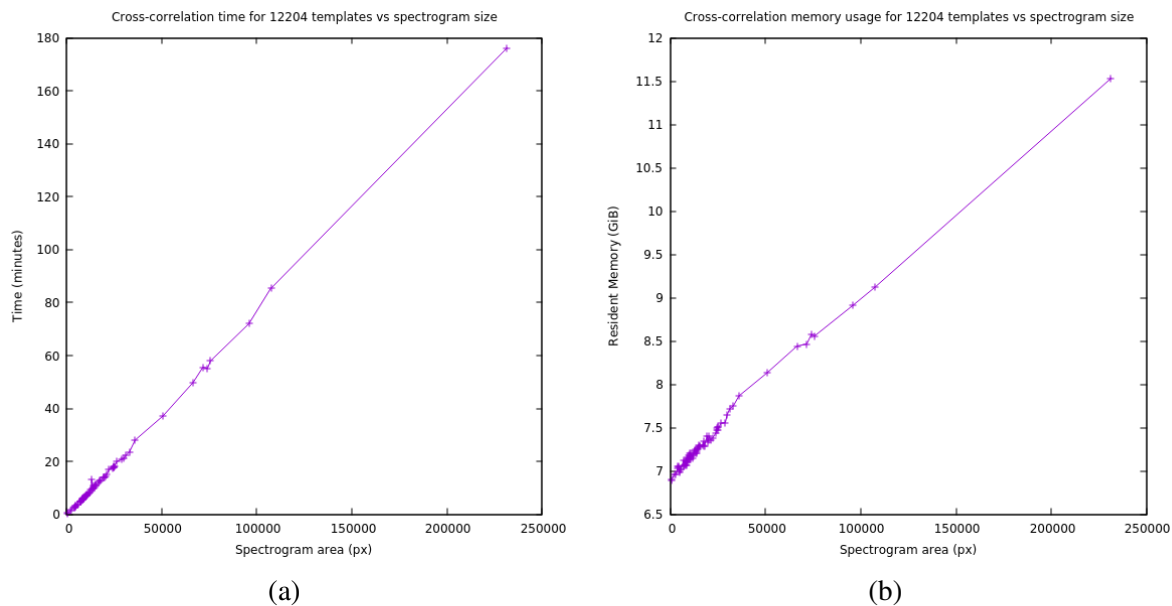 Cross-correlation time for 12204 templates vs spectrogram size
180
160
140
120
100
80
60
40
20
0
Time (minutes)
0 50000 100000 150000 200000 250000
Spectrogram area (px)
(a)
Cross-correlation memory usage for 12204 templates vs spectrogram size
12
11.5
11
10.5
10
9.5
9
8.5
8
7.5
7
6.5
Resident Memory (GiB)
0 50000 100000 150000 200000 250000
Spectrogram area (px)
(b)